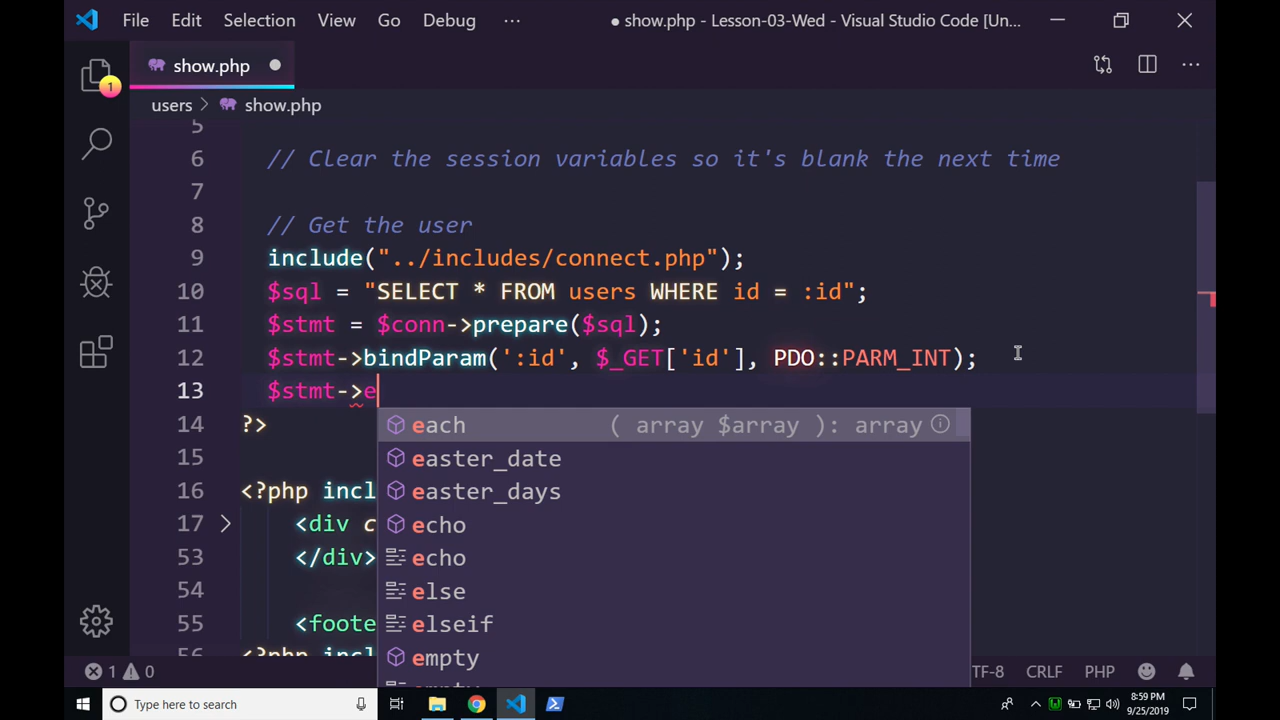 File Edit Selection View Go Debug ··· ● show.php - Lesson-03-Wed - Visual Studio Code [Un...
show.php
1
users > show.php
5
6 // Clear the session variables so it's blank the next time
7
8 // Get the user
9 include("../includes/connect.php");
10 $sql = "SELECT * FROM users WHERE id = :id";
11 $stmt = $conn->prepare($sql);
12 $stmt->bindParam(':id', $_GET['id'], PDO::PARM_INT);
13 $stmt->e
each ( array $array ): array
14 ?>
easter_date
15
easter_days
16 <?php incl
echo
17 <div c
echo
53 </div>
else
54
elseif
55 <foote
empty
56 <?php incl
1 0 TF-8 CRLF PHP
Type here to search
8:59 PM
9/25/2019